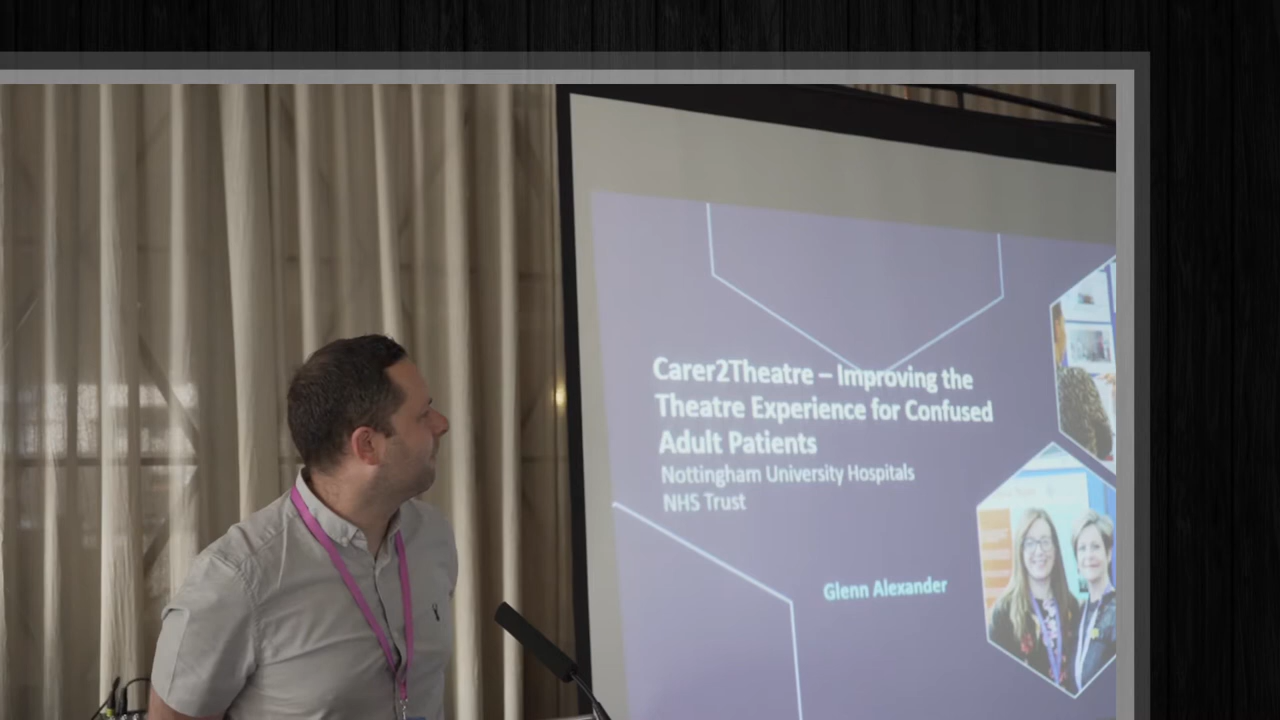 Carer2Theatre – Improving the
Theatre Experience for Confused
Adult Patients
Nottingham University Hospitals
NHS Trust
Glenn Alexander